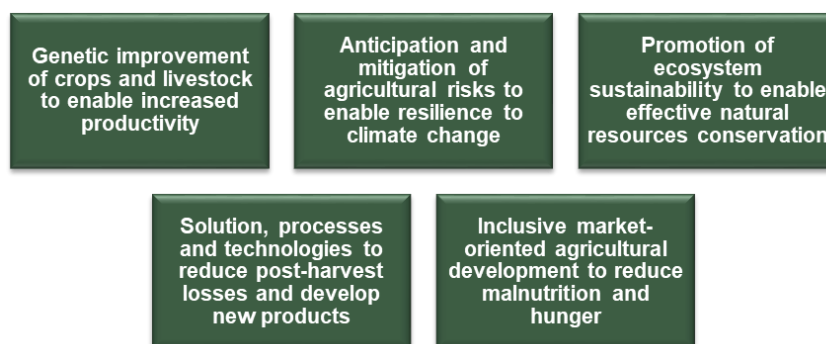 Genetic improvement
of crops and livestock
to enable increased
productivity
Anticipation and
mitigation of
agricultural risks to
enable resilience to
climate change
Promotion of
ecosystem
sustainability to enable
effective natural
resources conservation
Solution, processes
and technologies to
reduce post-harvest
losses and develop
new products
Inclusive market-
oriented agricultural
development to reduce
malnutrition and
hunger